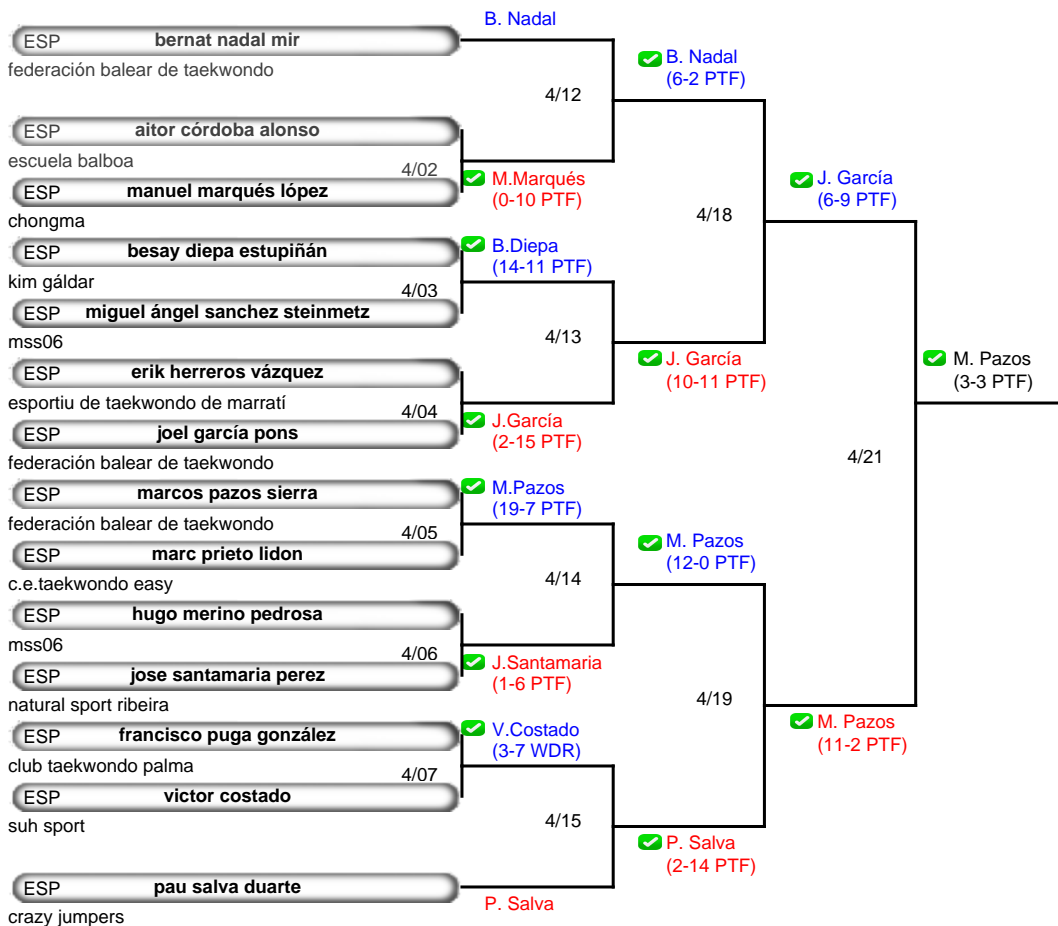 B. Nadal
ESP bernat nadal mir
federación balear de taekwondo
B. Nadal
(6-2 PTF)
4/12
ESP aitor córdoba alonso
escuela balboa
4/02
ESP manuel marqués lópez
chongma
M.Marqués
(0-10 PTF)
J. García
(6-9 PTF)
4/18
ESP besay diepa estupiñán
kim gáldar
B.Diepa
(14-11 PTF)
4/03
ESP miguel ángel sanchez steinmetz
mss06
4/13
ESP erik herreros vázquez
esportiu de taekwondo de marratí
J. García
(10-11 PTF)
M. Pazos
(3-3 PTF)
4/04
ESP joel garcía pons
federación balear de taekwondo
J.García
(2-15 PTF)
4/21
ESP marcos pazos sierra
federación balear de taekwondo
M.Pazos
(19-7 PTF)
4/05
ESP marc prieto lidon
c.e.taekwondo easy
M. Pazos
(12-0 PTF)
4/14
ESP hugo merino pedrosa
mss06
4/06
ESP jose santamaria perez
natural sport ribeira
J.Santamaria
(1-6 PTF)
4/19
M. Pazos
(11-2 PTF)
ESP francisco puga gonzález
club taekwondo palma
V.Costado
(3-7 WDR)
4/07
ESP victor costado
suh sport
4/15
P. Salva
(2-14 PTF)
ESP pau salva duarte
crazy jumpers
P. Salva